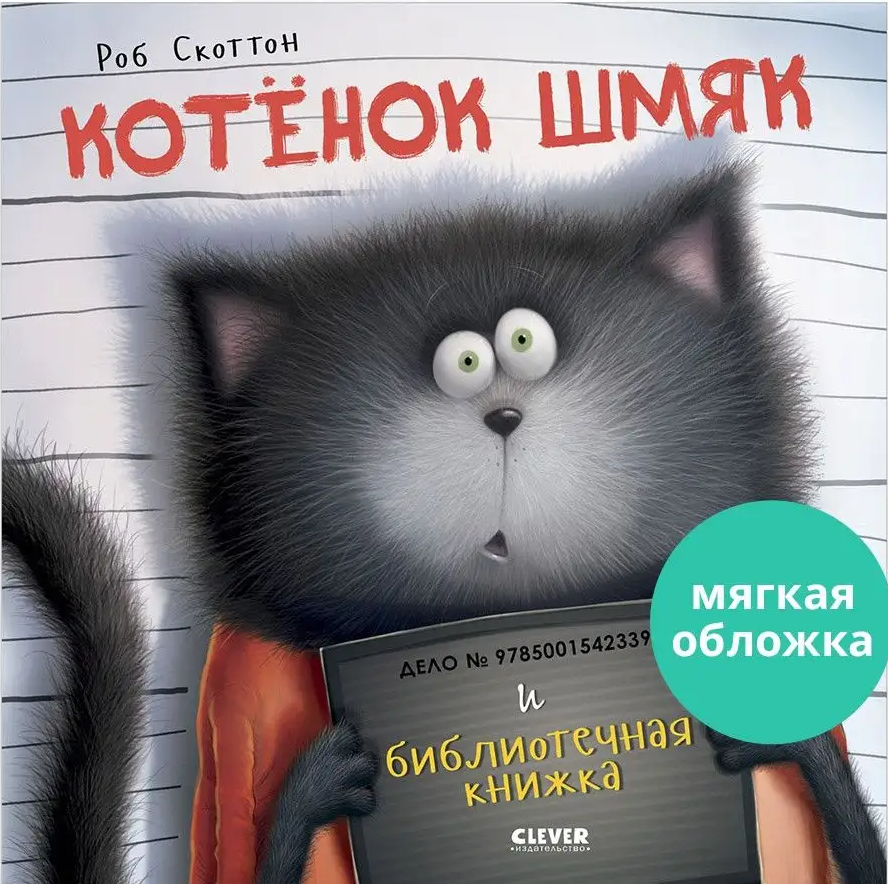 Роб Скоттон
КОТЁНОК ШМЯК
мягкая
обложка
ДЕЛО № 9785001542339
и
библиотечная
книжка
CLEVER
•ИЗДАТЕЛЬСТВО•